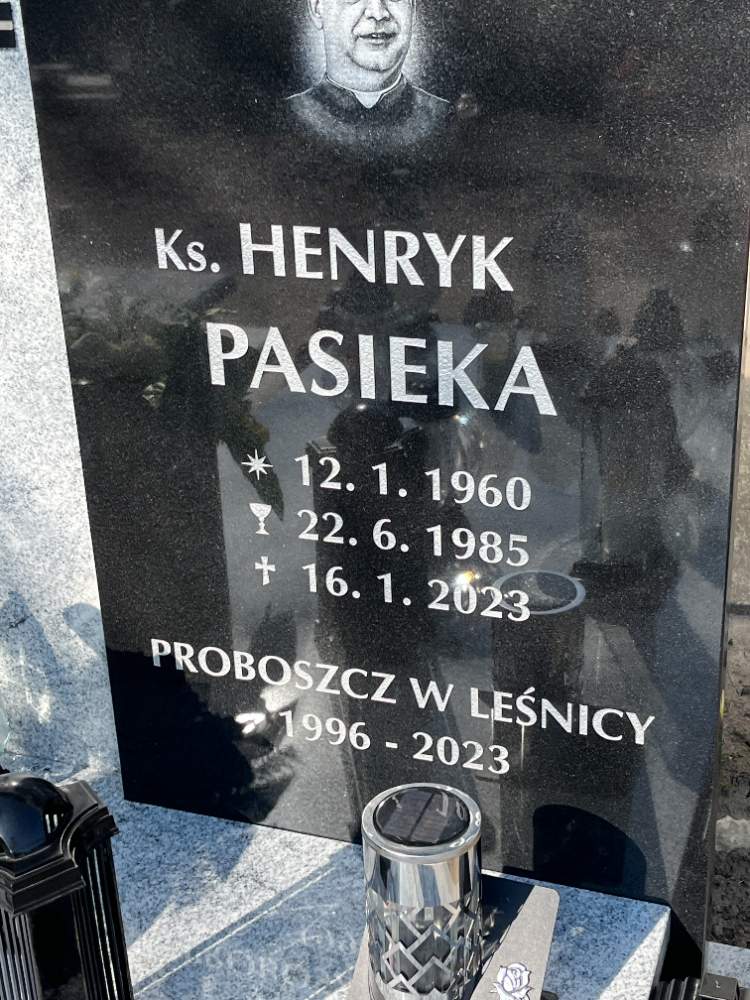 Ks. HENRYK
PASIEKA
12. 1. 1960
22. 6. 1985
16. 1. 2023
PROBOSZCZ W LEŚNICY
1996 - 2023